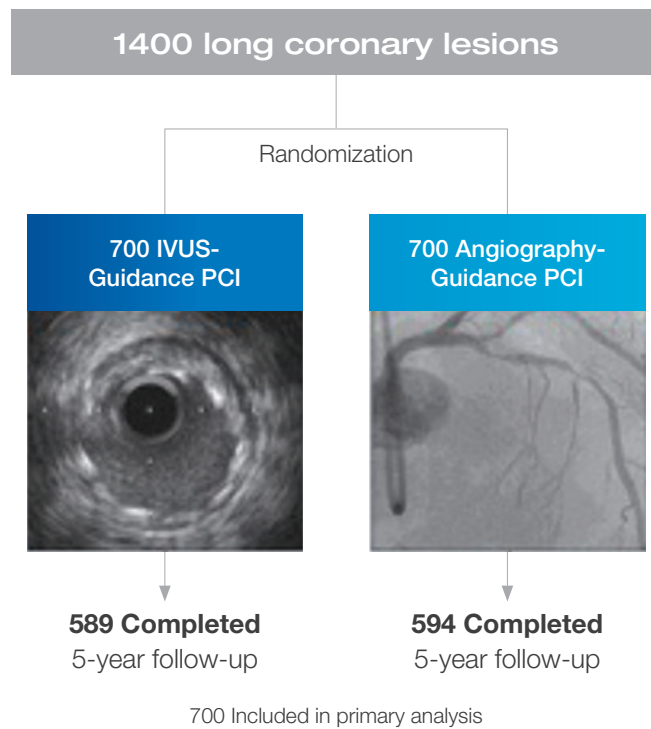 1400 long coronary lesions
Randomization
700 IVUS-
Guidance PCI
700 Angiography-
Guidance PCI
589 Completed
5-year follow-up
594 Completed
5-year follow-up
700 Included in primary analysis